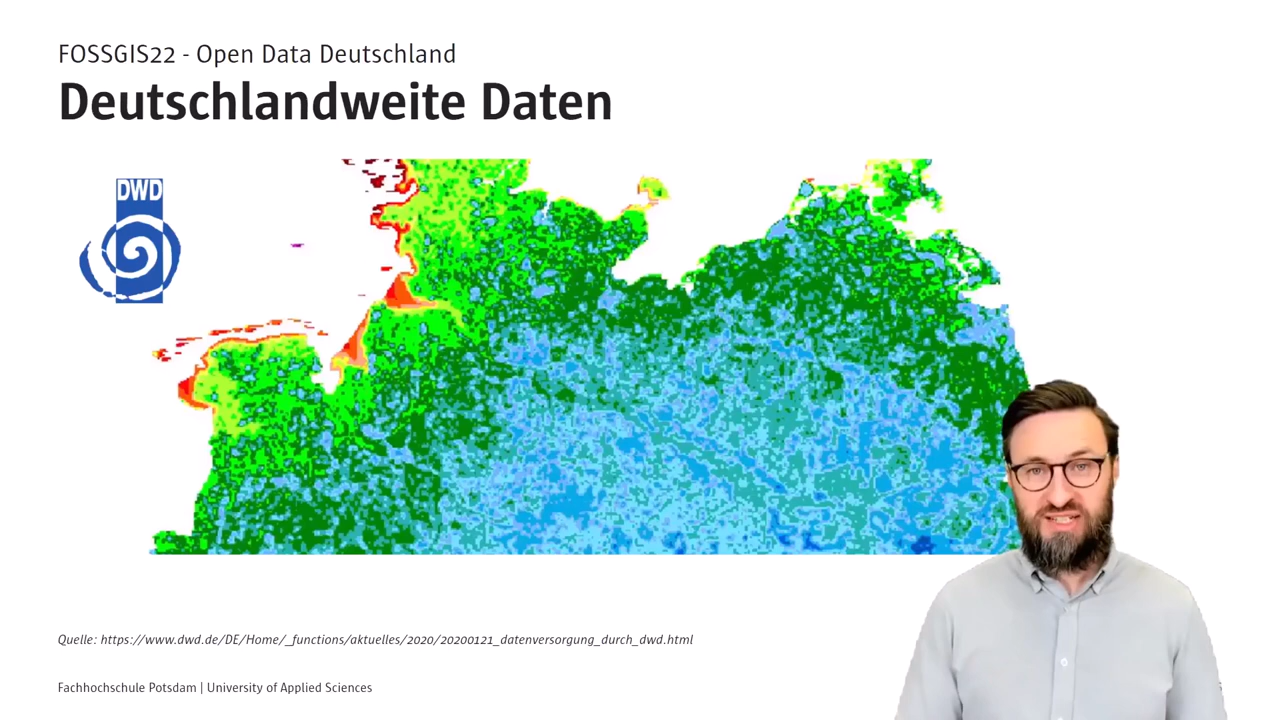 FOSSGIS22 - Open Data Deutschland
Deutschlandweite Daten
DWD
Quelle: https://www.dwd.de/DE/Home/_functions/aktuelles/2020/20200121_datenversorgung_durch_dwd.html
Fachhochschule Potsdam | University of Applied Sciences